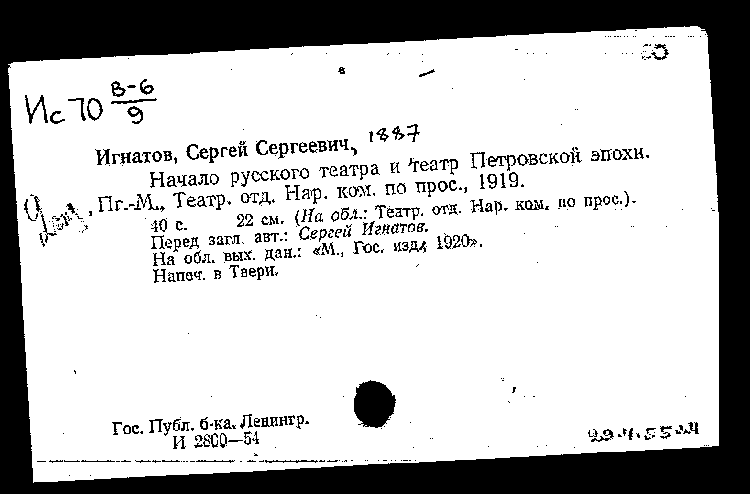 50
Ис 70 В-6/9
Игнатов, Сергей Сергеевич, 1887
Начало русского театра и театр Петровской эпохи.
Пг.-М., Театр. отд. Нар. ком. по прос., 1919.
40 с. 22 см. (На обл.: Театр. отд. Нар. ком. по прос.).
Перед загл. авт.: Сергей Игнатов.
На обл. вых. дан.: «М., Гос. изд, 1920».
Напеч. в Твери.
Гос. Публ. б-ка. Ленингр.
И 2800—54